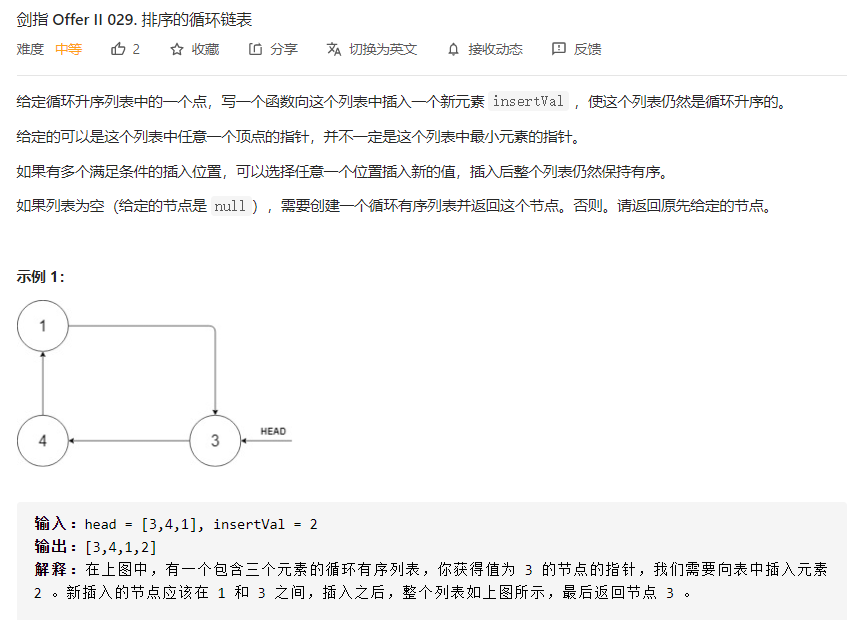 剑指 Offer II 029. 排序的循环链表
难度 中等 2 收藏 分享 切换为英文 接收动态 反馈
给定循环升序列表中的一个点，写一个函数向这个列表中插入一个新元素 insertVal ，使这个列表仍然是循环升序的。
给定的可以是这个列表中任意一个顶点的指针，并不一定是这个列表中最小元素的指针。
如果有多个满足条件的插入位置，可以选择任意一个位置插入新的值，插入后整个列表仍然保持有序。
如果列表为空（给定的节点是 null ），需要创建一个循环有序列表并返回这个节点。否则。请返回原先给定的节点。
示例 1：
1
4
3
HEAD
输入：head = [3,4,1], insertVal = 2
输出：[3,4,1,2]
解释：在上图中，有一个包含三个元素的循环有序列表，你获得值为 3 的节点的指针，我们需要向表中插入元素
2 。新插入的节点应该在 1 和 3 之间，插入之后，整个列表如上图所示，最后返回节点 3 。